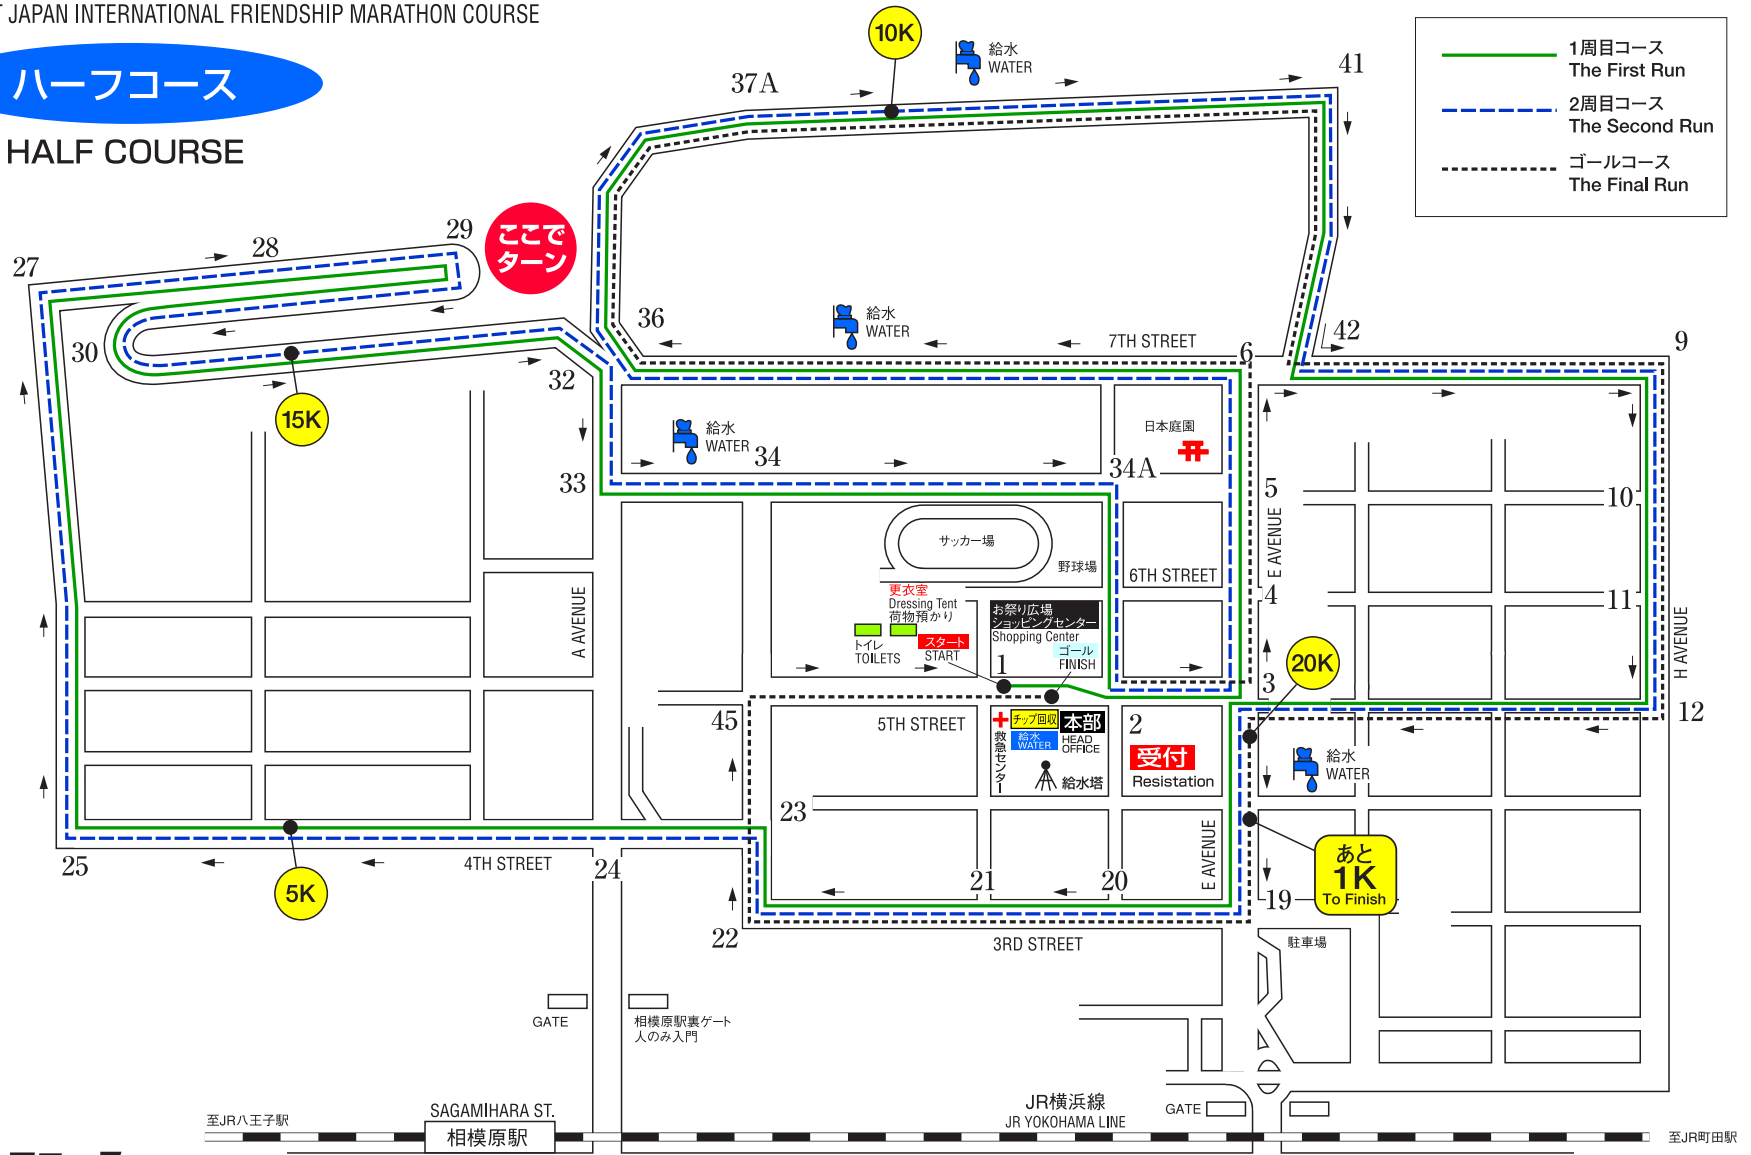 JAPAN INTERNATIONAL FRIENDSHIP MARATHON COURSE
ハーフコース
HALF COURSE
10K
給水
WATER
37A
41
1周目コース
The First Run
2周目コース
The Second Run
ゴールコース
The Final Run
27
28
29
ここで
ターン
30
32
15K
36
給水
WATER
7TH STREET
6
42
9
給水
WATER
34
34A
日本庭園
33
5
10
サッカー場
野球場
6TH STREET
E AVENUE
4
11
A AVENUE
更衣室
Dressing Tent
荷物預かり
トイレ
TOILETS
スタート
START
お祭り広場
ショッピングセンター
Shopping Center
ゴール
FINISH
1
3
20K
H AVENUE
12
45
5TH STREET
チップ回収
給水
WATER
本部
HEAD
OFFICE
救急センター
給水塔
2
受付
Resistation
給水
WATER
23
25
4TH STREET
24
5K
21
20
E AVENUE
19
あと
1K
To Finish
22
3RD STREET
駐車場
GATE
相模原駅裏ゲート
人のみ入門
至JR八王子駅
SAGAMIHARA ST.
相模原駅
JR横浜線
JR YOKOHAMA LINE
GATE
至JR町田駅